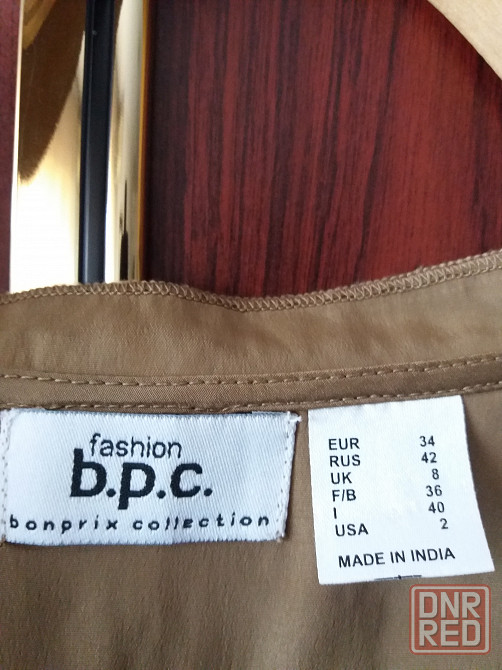 fashion
b.p.c.
bonprix collection
EUR 34
RUS 42
UK 8
F/B 36
I 40
USA 2
MADE IN INDIA
DNR
RED